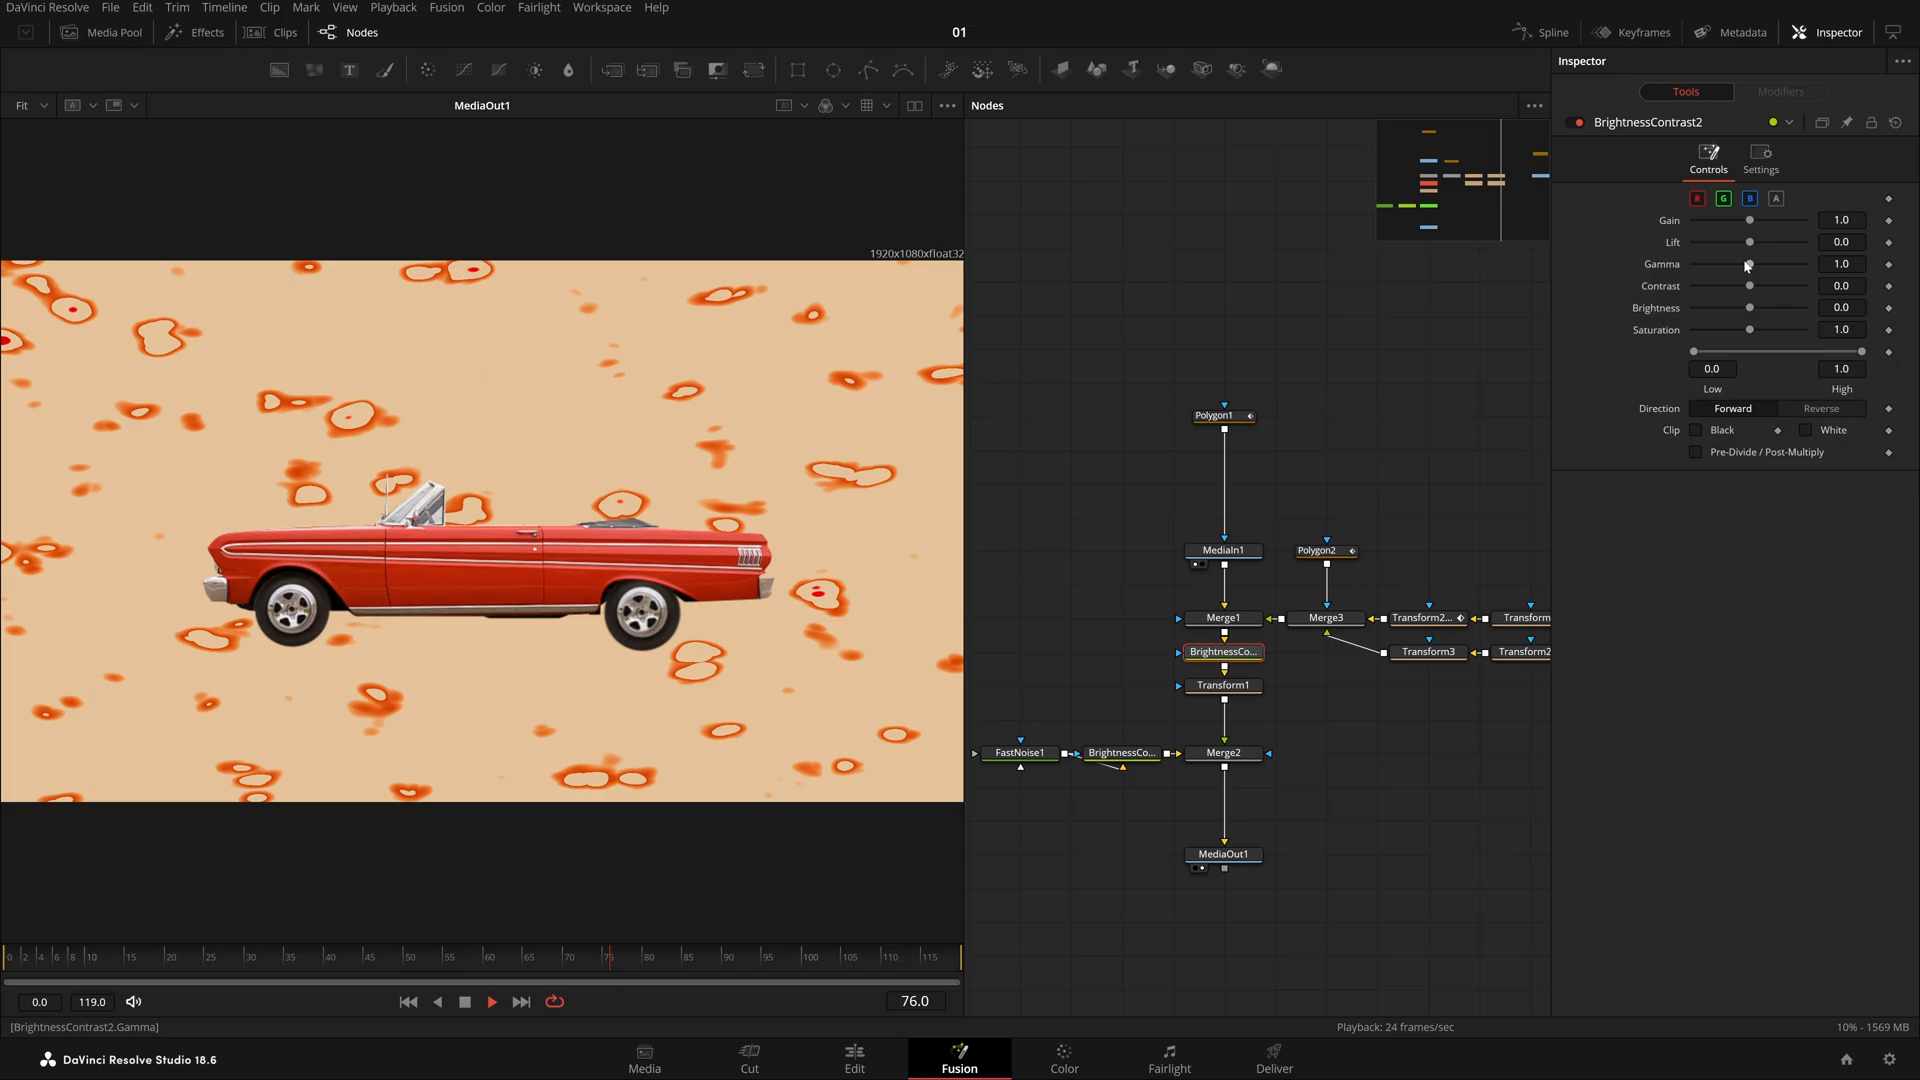 DaVinci Resolve File Edit Trim Timeline Clip Mark View Playback Fusion Color Fairlight Workspace Help
Media Pool Effects Clips Nodes 01 Spline Keyframes Metadata Inspector
T T
Inspector
Fit A MediaOut1 Nodes
Tools Modifiers
BrightnessContrast2
Controls Settings
R G B A
Gain 1.0
Lift 0.0
Gamma 1.0
Contrast 0.0
Brightness 0.0
Saturation 1.0
0.0 1.0
Low High
Direction Forward Reverse
Clip Black White
Pre-Divide / Post-Multiply
1920x1080xfloat32
Polygon1
MediaIn1 Polygon2
Merge1 Merge3 Transform2... Transform
BrightnessCo... Transform3 Transform2
Transform1
FastNoise1 BrightnessCo... Merge2
MediaOut1
0 2 4 6 8 10 15 20 25 30 35 40 45 50 55 60 65 70 75 80 85 90 95 100 105 110 115
0.0 119.0 76.0
[BrightnessContrast2.Gamma] Playback: 24 frames/sec 10% - 1569 MB
DaVinci Resolve Studio 18.6 Media Cut Edit Fusion Color Fairlight Deliver